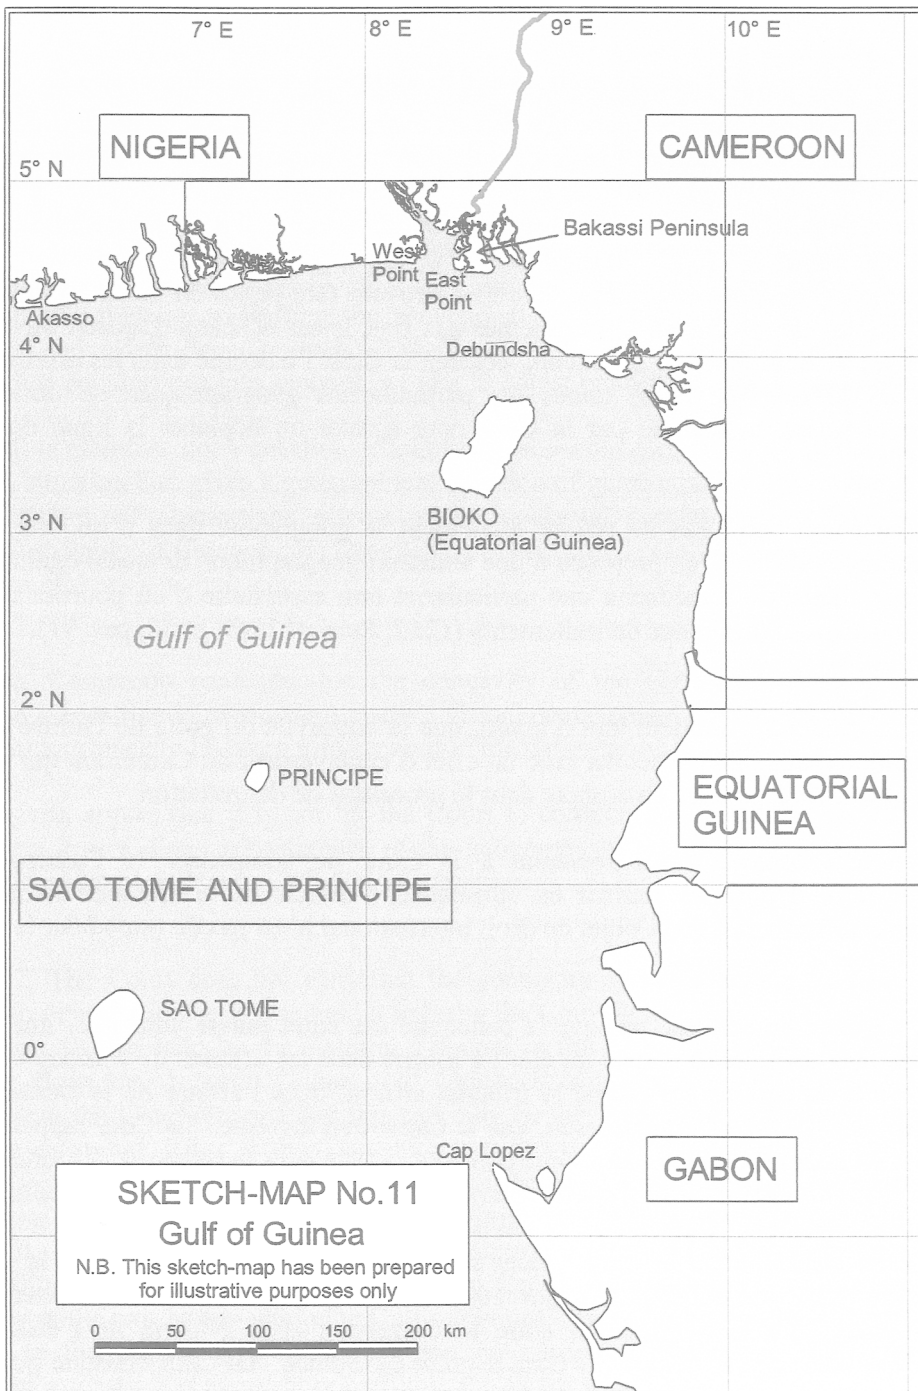 7° E
8° E
9° E
10° E
NIGERIA
CAMEROON
5° N
Bakassi Peninsula
West
Point
East
Point
Akasso
4° N
Debundsha
3° N
BIOKO
(Equatorial Guinea)
Gulf of Guinea
2° N
PRINCIPE
EQUATORIAL
GUINEA
SAO TOME AND PRINCIPE
SAO TOME
0°
Cap Lopez
GABON
SKETCH-MAP No.11
Gulf of Guinea
N.B. This sketch-map has been prepared
for illustrative purposes only
0 50 100 150 200 km